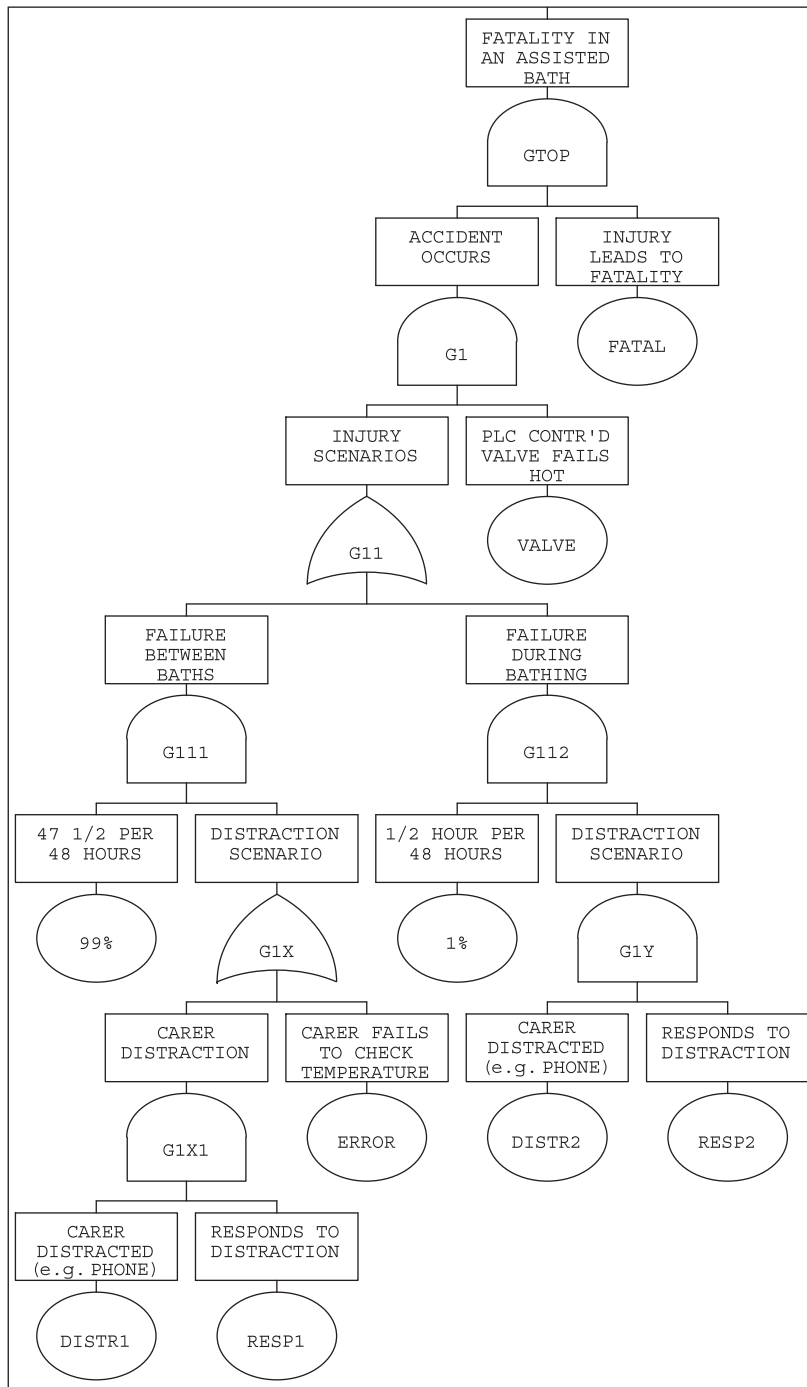 FATALITY IN
AN ASSISTED
BATH
GTOP
ACCIDENT
OCCURS
INJURY
LEADS TO
FATALITY
G1
FATAL
INJURY
SCENARIOS
PLC CONTR'D
VALVE FAILS
HOT
G11
VALVE
FAILURE
BETWEEN
BATHS
FAILURE
DURING
BATHING
G111
G112
47 1/2 PER
48 HOURS
DISTRACTION
SCENARIO
1/2 HOUR PER
48 HOURS
DISTRACTION
SCENARIO
99%
G1X
1%
G1Y
CARER
DISTRACTION
CARER FAILS
TO CHECK
TEMPERATURE
CARER
DISTRACTED
(e.g. PHONE)
RESPONDS TO
DISTRACTION
G1X1
ERROR
DISTR2
RESP2
CARER
DISTRACTED
(e.g. PHONE)
RESPONDS TO
DISTRACTION
DISTR1
RESP1